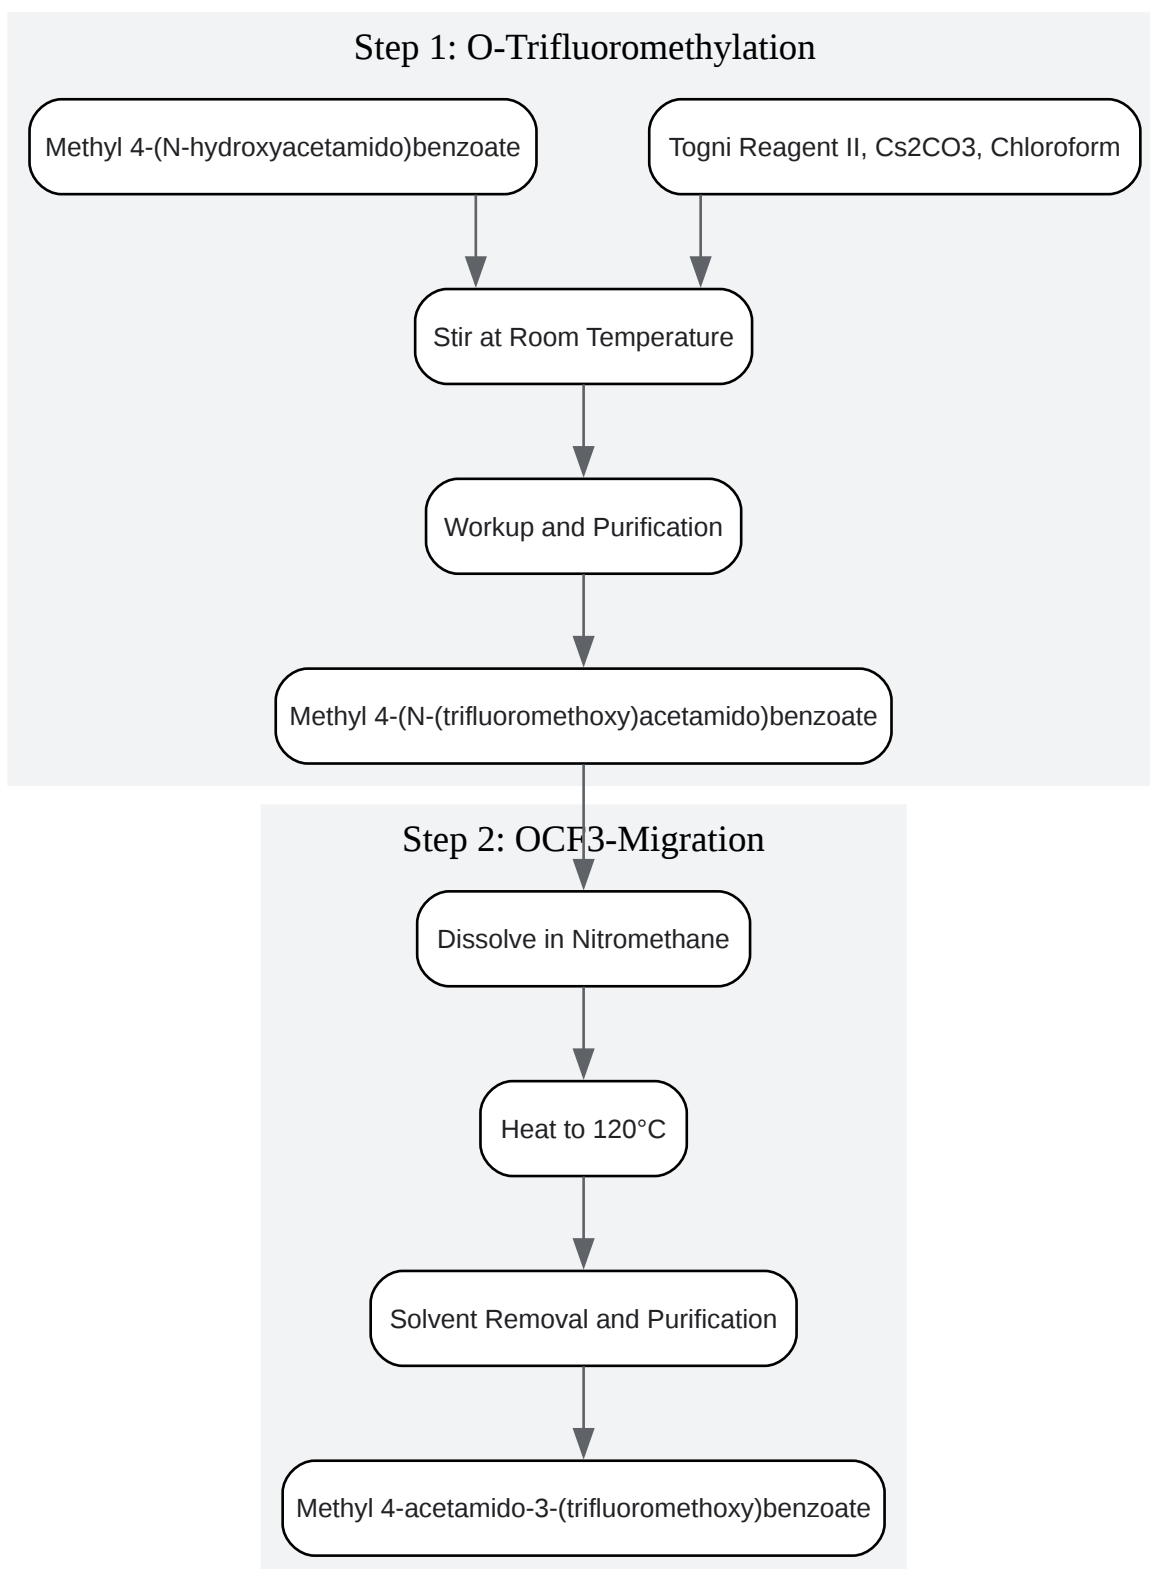 Step 1: O-Trifluoromethylation
Methyl 4-(N-hydroxyacetamido)benzoate
Togni Reagent II, Cs2CO3, Chloroform
Stir at Room Temperature
Workup and Purification
Methyl 4-(N-(trifluoromethoxy)acetamido)benzoate
Step 2: OCF3-Migration
Dissolve in Nitromethane
Heat to 120°C
Solvent Removal and Purification
Methyl 4-acetamido-3-(trifluoromethoxy)benzoate